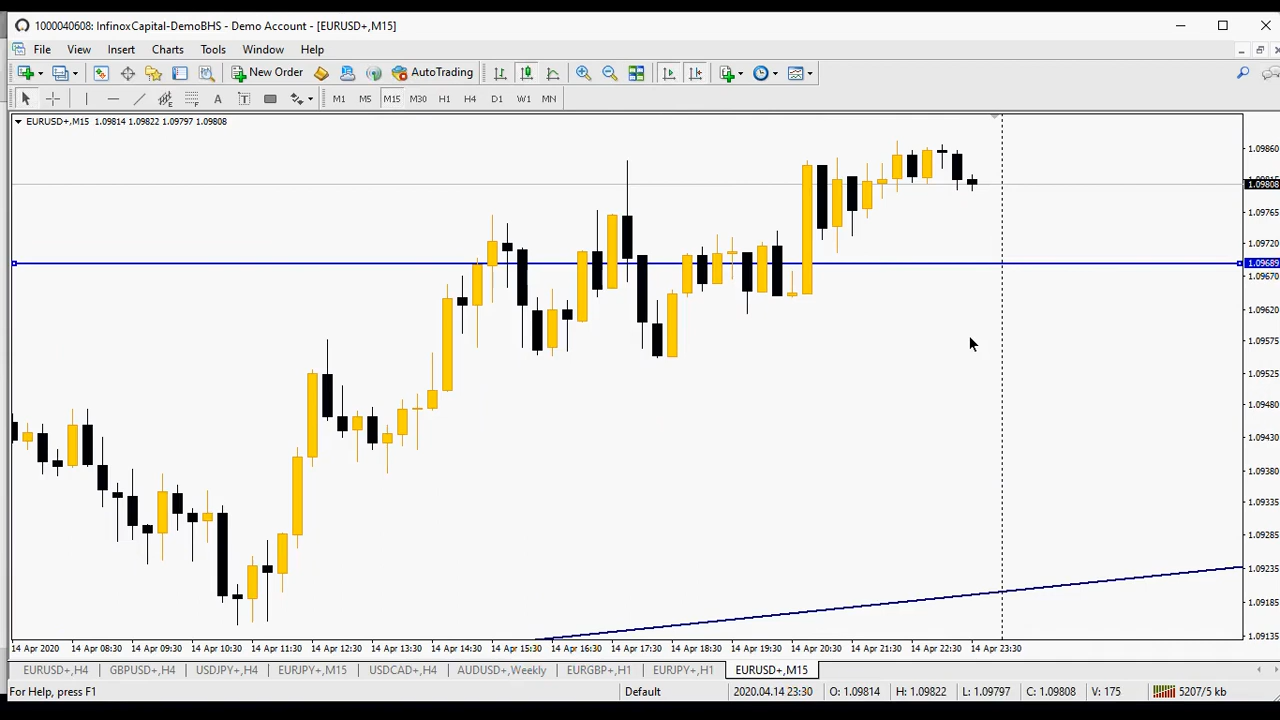 1000040608: InfinoxCapital-DemoBHS - Demo Account - [EURUSD+,M15]
File View Insert Charts Tools Window Help
New Order AutoTrading
A T M1 M5 M15 M30 H1 H4 D1 W1 MN
EURUSD+,M15 1.09814 1.09822 1.09797 1.09808
1.09860
1.09808
1.09765
1.09720
1.09689
1.09670
1.09620
1.09575
1.09525
1.09480
1.09430
1.09380
1.09335
1.09285
1.09235
1.09185
1.09135
14 Apr 2020 14 Apr 08:30 14 Apr 09:30 14 Apr 10:30 14 Apr 11:30 14 Apr 12:30 14 Apr 13:30 14 Apr 14:30 14 Apr 15:30 14 Apr 16:30 14 Apr 17:30 14 Apr 18:30 14 Apr 19:30 14 Apr 20:30 14 Apr 21:30 14 Apr 22:30 14 Apr 23:30
EURUSD+,H4 GBPUSD+,H4 USDJPY+,H4 EURJPY+,M15 USDCAD+,H4 AUDUSD+,Weekly EURGBP+,H1 EURJPY+,H1 EURUSD+,M15
For Help, press F1 Default 2020.04.14 23:30 O: 1.09814 H: 1.09822 L: 1.09797 C: 1.09808 V: 175 5207/5 kb